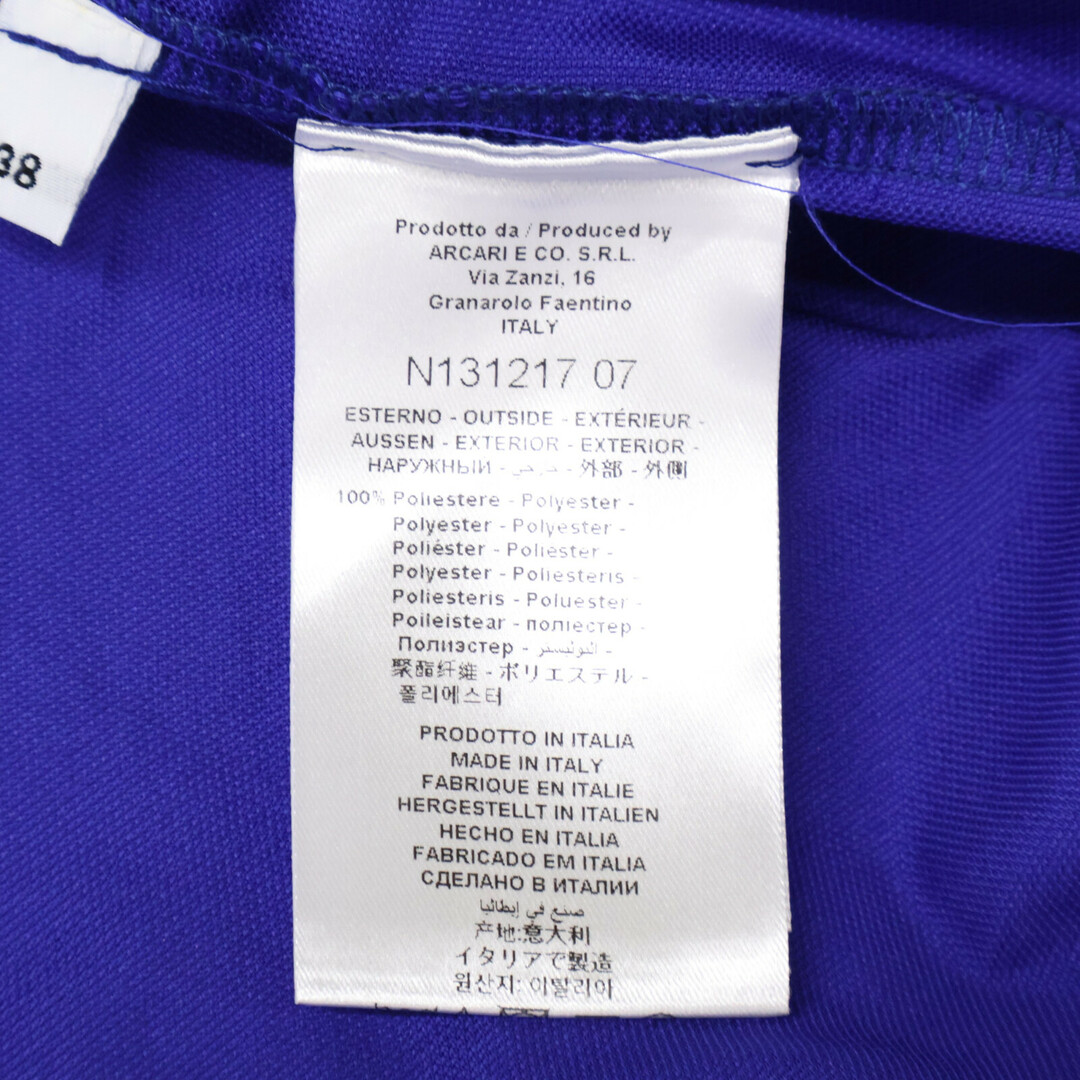 38
Prodotto da / Produced by
ARCARI E CO. S.R.L.
Via Zanzi, 16
Granarolo Faentino
ITALY
N131217 07
ESTERNO - OUTSIDE - EXTÉRIEUR -
AUSSEN - EXTERIOR - EXTERIOR -
НАРУЖНЫЙ - خارجي - 外部 - 外側
100% Poliestere - Polyester -
Polyester - Polyester -
Poliéster - Poliester -
Polyester - Poliesteris -
Poliesteris - Poluester -
Poileistear - полиестер -
Полиэстер - البوليستر -
聚酯纤维 - ポリエステル -
폴리에스터
PRODOTTO IN ITALIA
MADE IN ITALY
FABRIQUE EN ITALIE
HERGESTELLT IN ITALIEN
HECHO EN ITALIA
FABRICADO EM ITALIA
СДЕЛАНО В ИТАЛИИ
صنع في إيطاليا
产地:意大利
イタリアで製造
원산지: 이탈리아